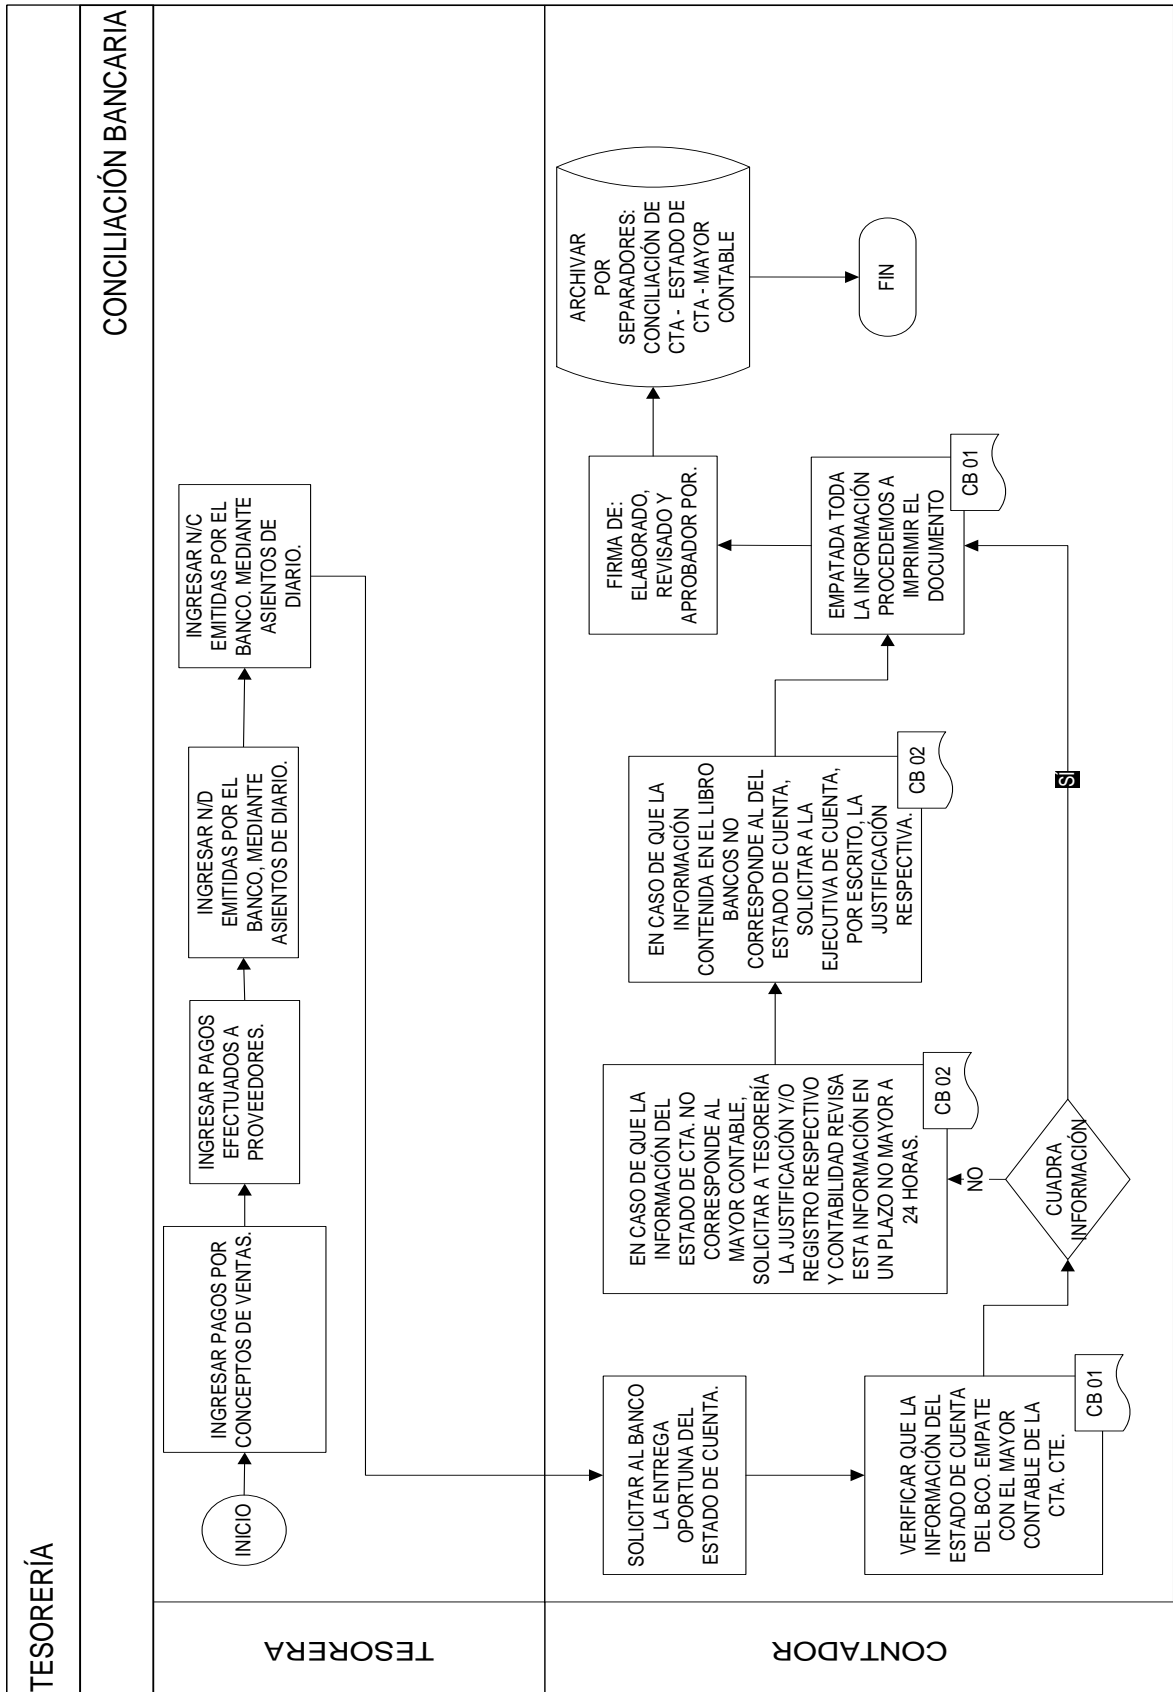 TESORERÍA
CONCILIACIÓN BANCARIA
TESORERA
INICIO
INGRESAR PAGOS POR
CONCEPTOS DE VENTAS.
INGRESAR PAGOS
EFECTUADOS A
PROVEEDORES.
INGRESAR N/D
EMITIDAS POR EL
BANCO, MEDIANTE
ASIENTOS DE DIARIO.
INGRESAR N/C
EMITIDAS POR EL
BANCO. MEDIANTE
ASIENTOS DE
DIARIO.
CONTADOR
SOLICITAR AL BANCO
LA ENTREGA
OPORTUNA DEL
ESTADO DE CUENTA.
VERIFICAR QUE LA
INFORMACIÓN DEL
ESTADO DE CUENTA
DEL BCO. EMPATE
CON EL MAYOR
CONTABLE DE LA
CTA. CTE.
CB 01
CUADRA
INFORMACIÓN
NO
SÍ
EN CASO DE QUE LA
INFORMACIÓN DEL
ESTADO DE CTA. NO
CORRESPONDE AL
MAYOR CONTABLE,
SOLICITAR A TESORERÍA
LA JUSTIFICACIÓN Y/O
REGISTRO RESPECTIVO
Y CONTABILIDAD REVISA
ESTA INFORMACIÓN EN
UN PLAZO NO MAYOR A
24 HORAS.
CB 02
EN CASO DE QUE LA
INFORMACIÓN
CONTENIDA EN EL LIBRO
BANCOS NO
CORRESPONDE AL DEL
ESTADO DE CUENTA,
SOLICITAR A LA
EJECUTIVA DE CUENTA,
POR ESCRITO, LA
JUSTIFICACIÓN
RESPECTIVA.
CB 02
EMPATADA TODA
LA INFORMACIÓN
PROCEDEMOS A
IMPRIMIR EL
DOCUMENTO
CB 01
FIRMA DE:
ELABORADO,
REVISADO Y
APROBADOR POR.
ARCHIVAR
POR
SEPARADORES:
CONCILIACIÓN DE
CTA - ESTADO DE
CTA - MAYOR
CONTABLE
FIN